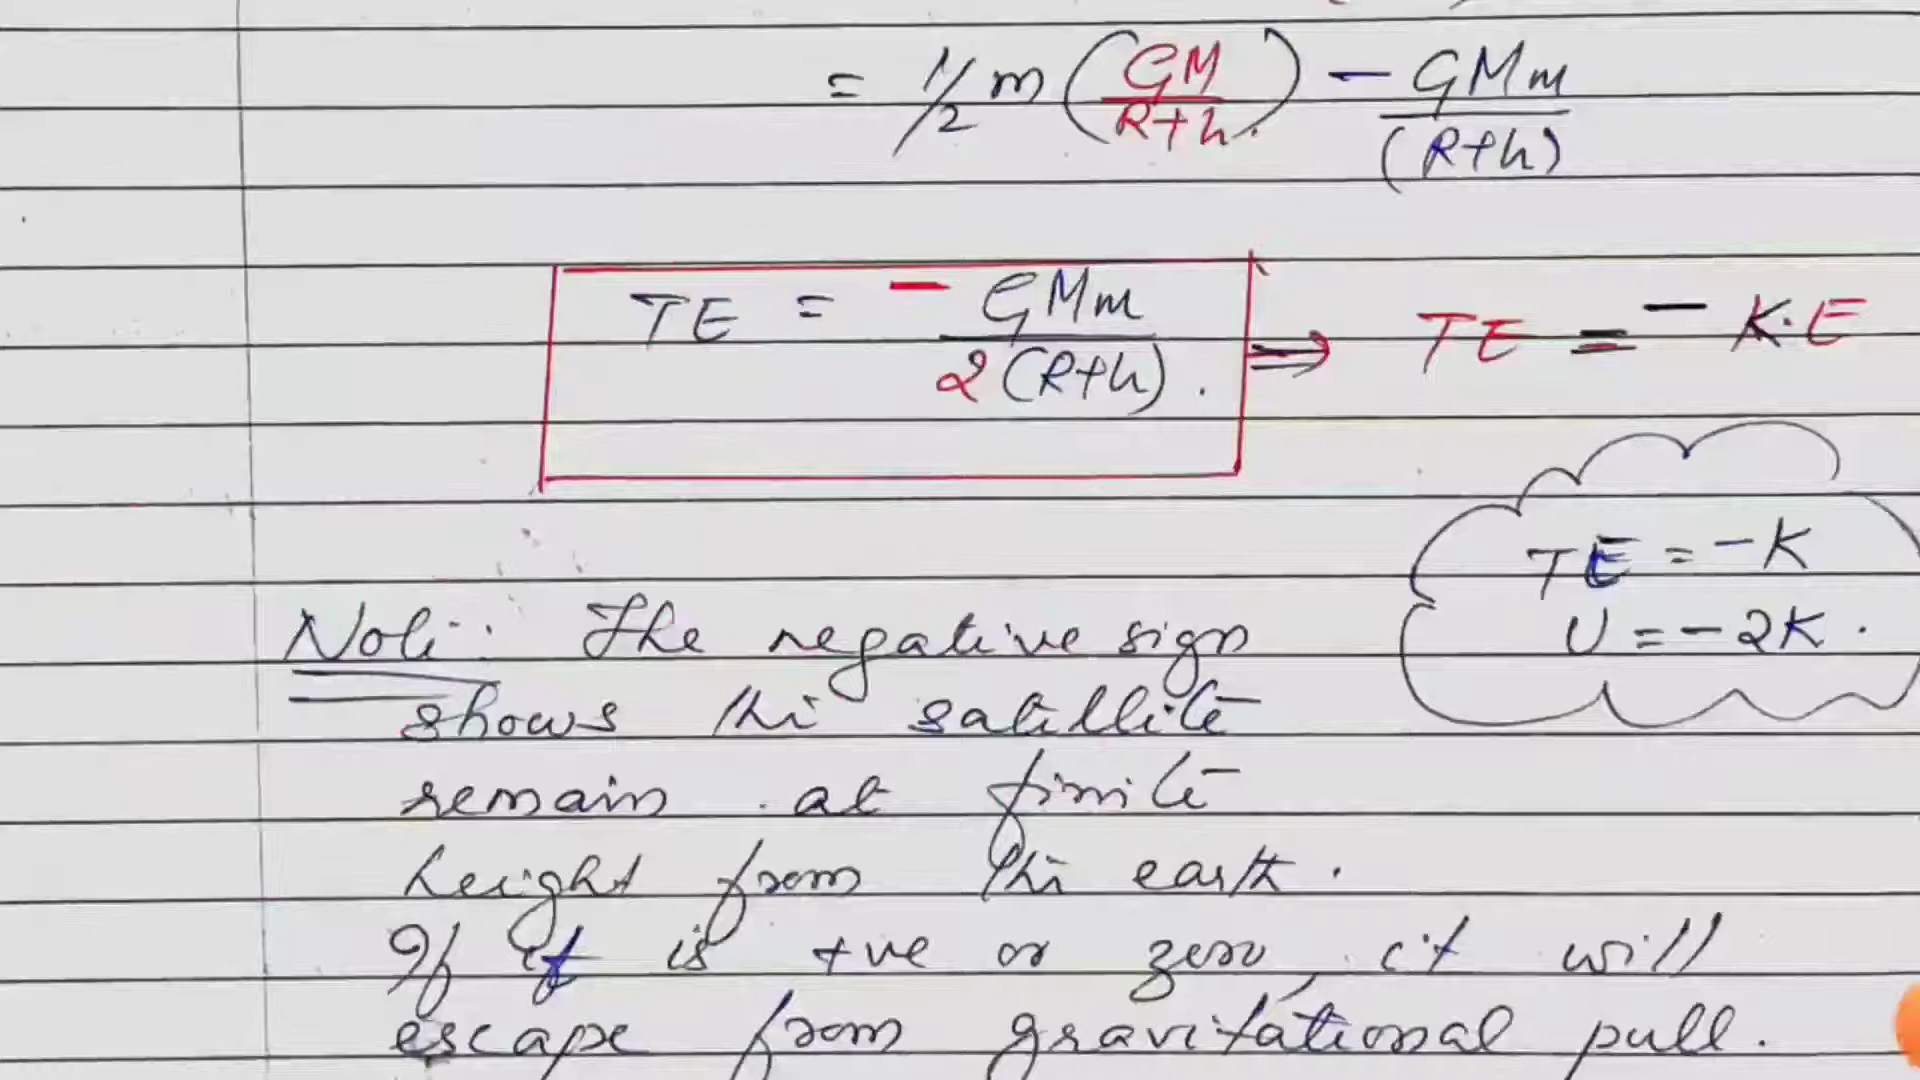 = 1/2 m (GM/R+h.) - GMm/(R+h)
TE = - GMm/2(R+h). ⇒ TE = - K.E
TE = -K
U = -2K.
Note: The negative sign
shows the satellite
remain at finite
height from the earth.
If it is +ve or zero, it will
escape from gravitational pull.